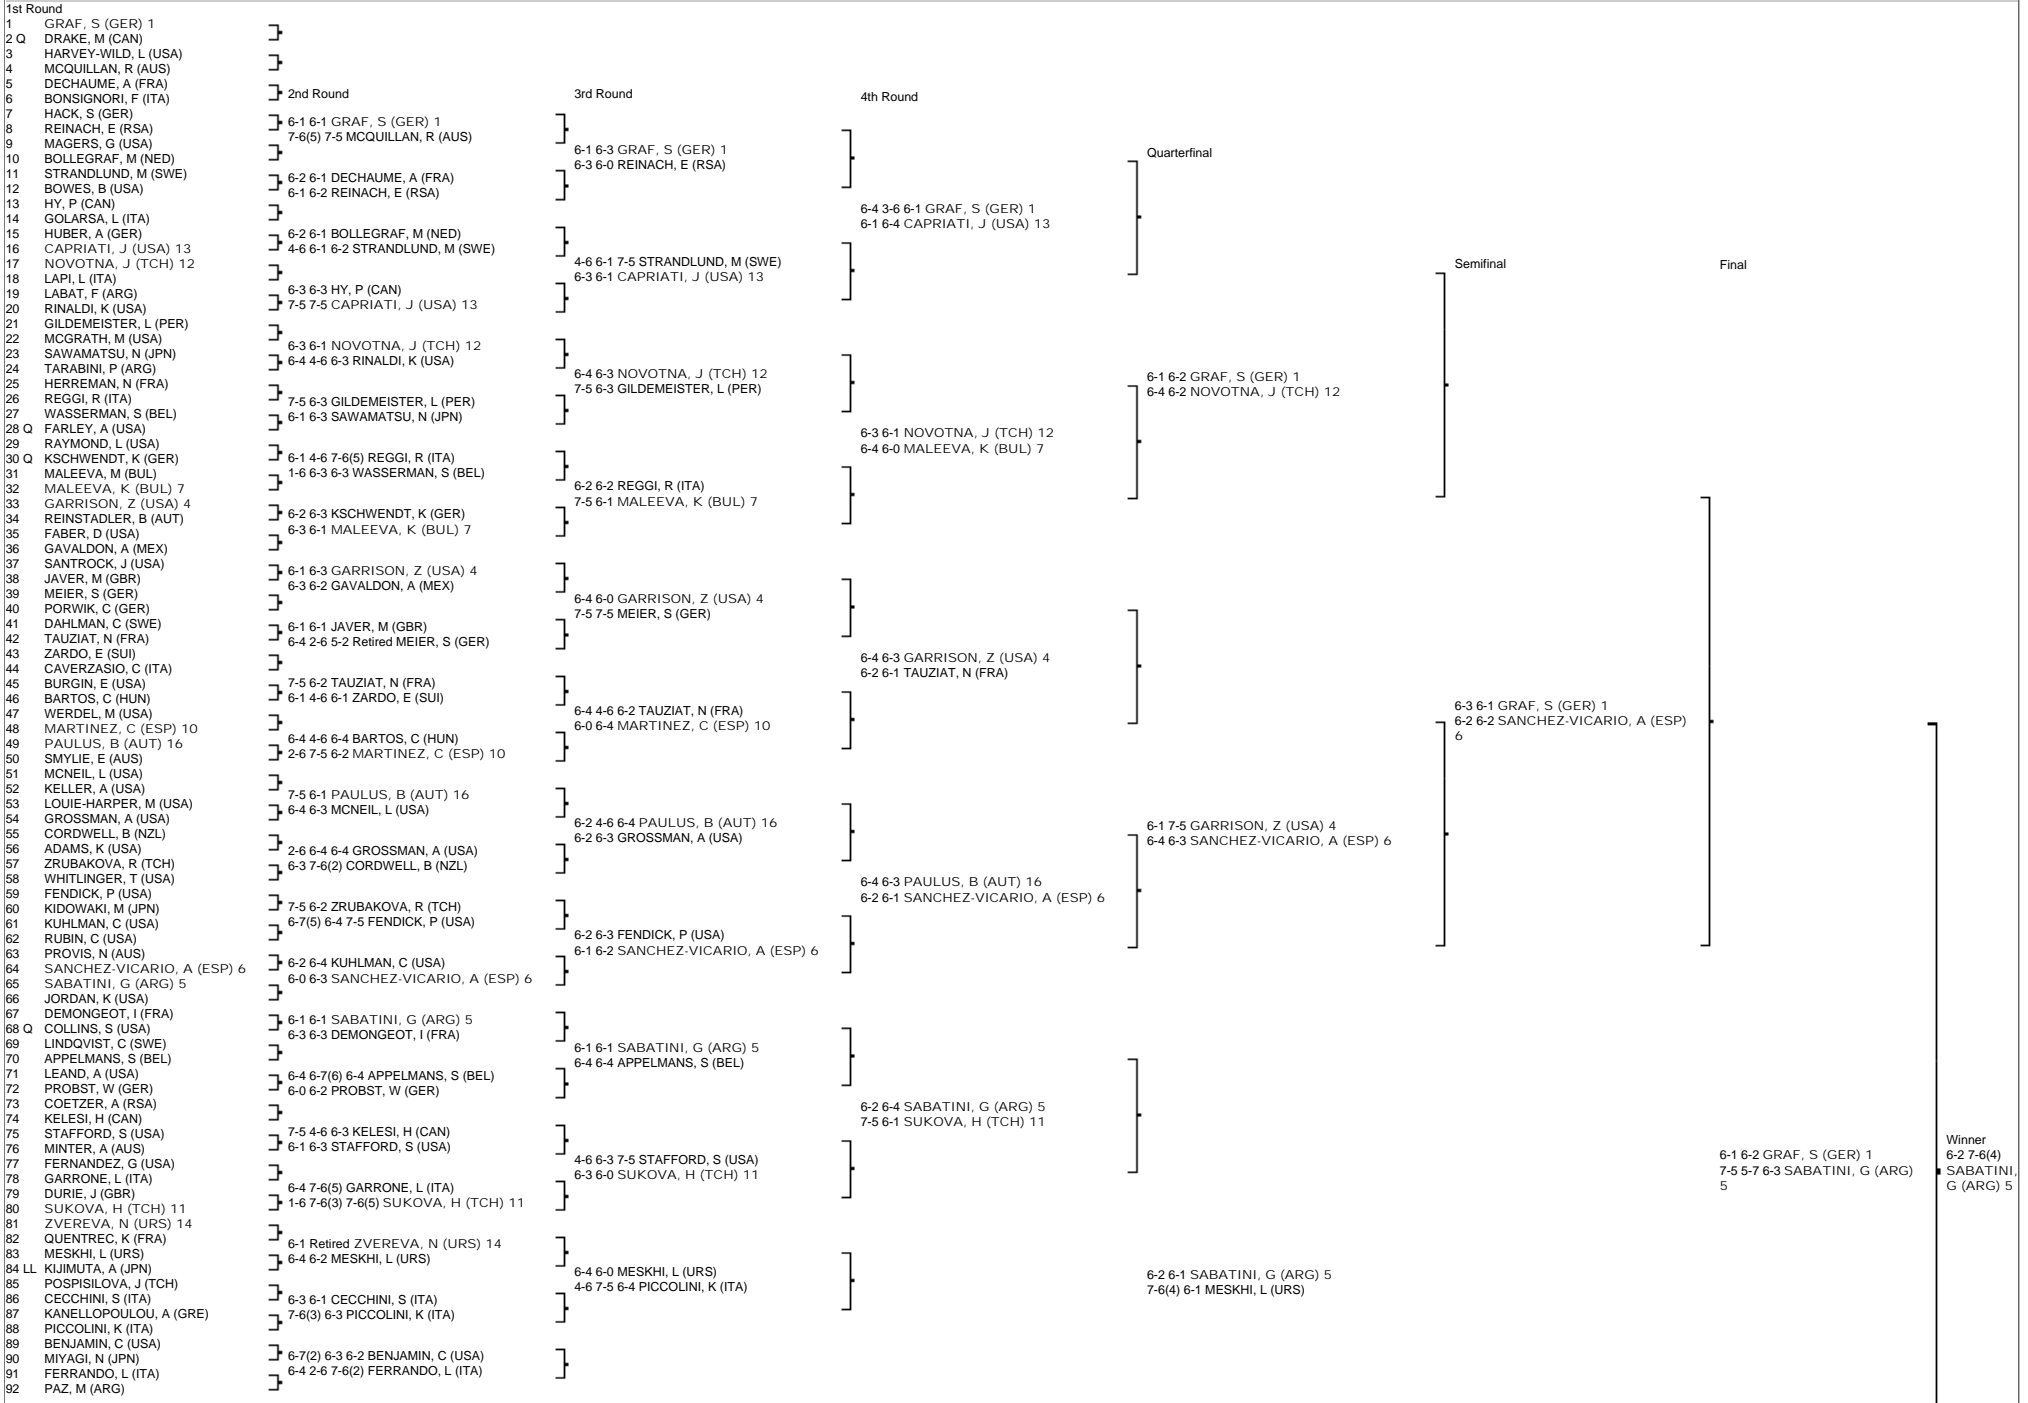 1st Round
1 GRAF, S (GER) 1
2 Q DRAKE, M (CAN)
3 HARVEY-WILD, L (USA)
4 MCQUILLAN, R (AUS)
5 DECHAUME, A (FRA)
6 BONSIGNORI, F (ITA)
7 HACK, S (GER)
8 REINACH, E (RSA)
9 MAGERS, G (USA)
10 BOLLEGRAF, M (NED)
11 STRANDLUND, M (SWE)
12 BOWES, B (USA)
13 HY, P (CAN)
14 GOLARSA, L (ITA)
15 HUBER, A (GER)
16 CAPRIATI, J (USA) 13
17 NOVOTNA, J (TCH) 12
18 LAPI, L (ITA)
19 LABAT, F (ARG)
20 RINALDI, K (USA)
21 GILDEMEISTER, L (PER)
22 MCGRATH, M (USA)
23 SAWAMATSU, N (JPN)
24 TARABINI, P (ARG)
25 HERREMAN, N (FRA)
26 REGGI, R (ITA)
27 WASSERMAN, S (BEL)
28 Q FARLEY, A (USA)
29 RAYMOND, L (USA)
30 Q KSCHWENDT, K (GER)
31 MALEEVA, M (BUL)
32 MALEEVA, K (BUL) 7
33 GARRISON, Z (USA) 4
34 REINSTADLER, B (AUT)
35 FABER, D (USA)
36 GAVALDON, A (MEX)
37 SANTROCK, J (USA)
38 JAVER, M (GBR)
39 MEIER, S (GER)
40 PORWIK, C (GER)
41 DAHLMAN, C (SWE)
42 TAUZIAT, N (FRA)
43 ZARDO, E (SUI)
44 CAVERZASIO, C (ITA)
45 BURGIN, E (USA)
46 BARTOS, C (HUN)
47 WERDEL, M (USA)
48 MARTINEZ, C (ESP) 10
49 PAULUS, B (AUT) 16
50 SMYLIE, E (AUS)
51 MCNEIL, L (USA)
52 KELLER, A (USA)
53 LOUIE-HARPER, M (USA)
54 GROSSMAN, A (USA)
55 CORDWELL, B (NZL)
56 ADAMS, K (USA)
57 ZRUBAKOVA, R (TCH)
58 WHITLINGER, T (USA)
59 FENDICK, P (USA)
60 KIDOWAKI, M (JPN)
61 KUHLMAN, C (USA)
62 RUBIN, C (USA)
63 PROVIS, N (AUS)
64 SANCHEZ-VICARIO, A (ESP) 6
65 SABATINI, G (ARG) 5
66 JORDAN, K (USA)
67 DEMONGEOT, I (FRA)
68 Q COLLINS, S (USA)
69 LINDQVIST, C (SWE)
70 APPELMANS, S (BEL)
71 LEAND, A (USA)
72 PROBST, W (GER)
73 COETZER, A (RSA)
74 KELESI, H (CAN)
75 STAFFORD, S (USA)
76 MINTER, A (AUS)
77 FERNANDEZ, G (USA)
78 GARRONE, L (ITA)
79 DURIE, J (GBR)
80 SUKOVA, H (TCH) 11
81 ZVEREVA, N (URS) 14
82 QUENTREC, K (FRA)
83 MESKHI, L (URS)
84 LL KIJIMUTA, A (JPN)
85 POSPISILOVA, J (TCH)
86 CECCHINI, S (ITA)
87 KANELLOPOULOU, A (GRE)
88 PICCOLINI, K (ITA)
89 BENJAMIN, C (USA)
90 MIYAGI, N (JPN)
91 FERRANDO, L (ITA)
92 PAZ, M (ARG)
2nd Round
6-1 6-1 GRAF, S (GER) 1
7-6(5) 7-5 MCQUILLAN, R (AUS)
6-2 6-1 DECHAUME, A (FRA)
6-1 6-2 REINACH, E (RSA)
6-2 6-1 BOLLEGRAF, M (NED)
4-6 6-1 6-2 STRANDLUND, M (SWE)
6-3 6-3 HY, P (CAN)
7-5 7-5 CAPRIATI, J (USA) 13
6-3 6-1 NOVOTNA, J (TCH) 12
6-4 4-6 6-3 RINALDI, K (USA)
7-5 6-3 GILDEMEISTER, L (PER)
6-1 6-3 SAWAMATSU, N (JPN)
6-1 4-6 7-6(5) REGGI, R (ITA)
1-6 6-3 6-3 WASSERMAN, S (BEL)
6-2 6-3 KSCHWENDT, K (GER)
6-3 6-1 MALEEVA, K (BUL) 7
6-1 6-3 GARRISON, Z (USA) 4
6-3 6-2 GAVALDON, A (MEX)
6-1 6-1 JAVER, M (GBR)
6-4 2-6 5-2 Retired MEIER, S (GER)
7-5 6-2 TAUZIAT, N (FRA)
6-1 4-6 6-1 ZARDO, E (SUI)
6-4 4-6 6-4 BARTOS, C (HUN)
2-6 7-5 6-2 MARTINEZ, C (ESP) 10
7-5 6-1 PAULUS, B (AUT) 16
6-4 6-3 MCNEIL, L (USA)
2-6 6-4 6-4 GROSSMAN, A (USA)
6-3 7-6(2) CORDWELL, B (NZL)
7-5 6-2 ZRUBAKOVA, R (TCH)
6-7(5) 6-4 7-5 FENDICK, P (USA)
6-2 6-4 KUHLMAN, C (USA)
6-0 6-3 SANCHEZ-VICARIO, A (ESP) 6
6-1 6-1 SABATINI, G (ARG) 5
6-3 6-3 DEMONGEOT, I (FRA)
6-4 6-7(6) 6-4 APPELMANS, S (BEL)
6-0 6-2 PROBST, W (GER)
7-5 4-6 6-3 KELESI, H (CAN)
6-1 6-3 STAFFORD, S (USA)
6-4 7-6(5) GARRONE, L (ITA)
1-6 7-6(3) 7-6(5) SUKOVA, H (TCH) 11
6-1 Retired ZVEREVA, N (URS) 14
6-4 6-2 MESKHI, L (URS)
6-3 6-1 CECCHINI, S (ITA)
7-6(3) 6-3 PICCOLINI, K (ITA)
6-7(2) 6-3 6-2 BENJAMIN, C (USA)
6-4 2-6 7-6(2) FERRANDO, L (ITA)
3rd Round
6-1 6-3 GRAF, S (GER) 1
6-3 6-0 REINACH, E (RSA)
4-6 6-1 7-5 STRANDLUND, M (SWE)
6-3 6-1 CAPRIATI, J (USA) 13
6-4 6-3 NOVOTNA, J (TCH) 12
7-5 6-3 GILDEMEISTER, L (PER)
6-2 6-2 REGGI, R (ITA)
7-5 6-1 MALEEVA, K (BUL) 7
6-4 6-0 GARRISON, Z (USA) 4
7-5 7-5 MEIER, S (GER)
6-4 4-6 6-2 TAUZIAT, N (FRA)
6-0 6-4 MARTINEZ, C (ESP) 10
6-2 4-6 6-4 PAULUS, B (AUT) 16
6-2 6-3 GROSSMAN, A (USA)
6-2 6-3 FENDICK, P (USA)
6-1 6-2 SANCHEZ-VICARIO, A (ESP) 6
6-1 6-1 SABATINI, G (ARG) 5
6-4 6-4 APPELMANS, S (BEL)
4-6 6-3 7-5 STAFFORD, S (USA)
6-3 6-0 SUKOVA, H (TCH) 11
6-4 6-0 MESKHI, L (URS)
4-6 7-5 6-4 PICCOLINI, K (ITA)
4th Round
6-4 3-6 6-1 GRAF, S (GER) 1
6-1 6-4 CAPRIATI, J (USA) 13
6-3 6-1 NOVOTNA, J (TCH) 12
6-4 6-0 MALEEVA, K (BUL) 7
6-4 6-3 GARRISON, Z (USA) 4
6-2 6-1 TAUZIAT, N (FRA)
6-4 6-3 PAULUS, B (AUT) 16
6-2 6-1 SANCHEZ-VICARIO, A (ESP) 6
6-2 6-4 SABATINI, G (ARG) 5
7-5 6-1 SUKOVA, H (TCH) 11
Quarterfinal
6-1 6-2 GRAF, S (GER) 1
6-4 6-2 NOVOTNA, J (TCH) 12
6-1 7-5 GARRISON, Z (USA) 4
6-4 6-3 SANCHEZ-VICARIO, A (ESP) 6
6-2 6-1 SABATINI, G (ARG) 5
7-6(4) 6-1 MESKHI, L (URS)
Semifinal
6-3 6-1 GRAF, S (GER) 1
6-2 6-2 SANCHEZ-VICARIO, A (ESP)
6
Final
6-1 6-2 GRAF, S (GER) 1
7-5 5-7 6-3 SABATINI, G (ARG)
5
Winner
6-2 7-6(4)
SABATINI,
G (ARG) 5